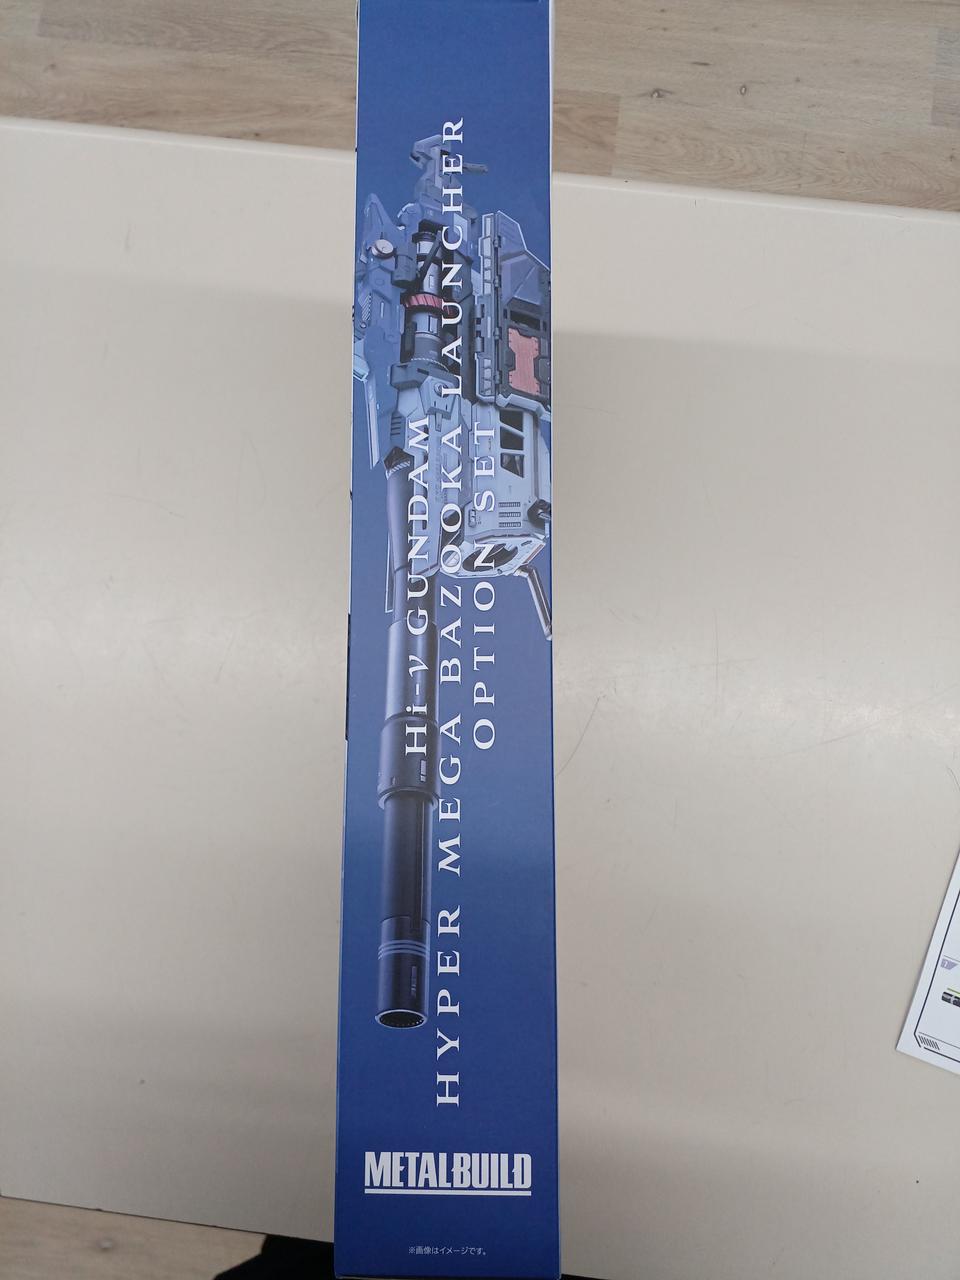 Hi-ν GUNDAM
HYPER MEGA BAZOOKA LAUNCHER
OPTION SET
METALBUILD
※画像はイメージです。